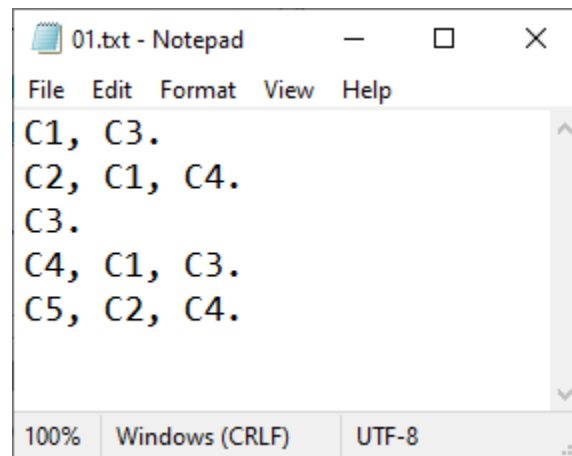 01.txt - Notepad
File Edit Format View Help
C1, C3.
C2, C1, C4.
C3.
C4, C1, C3.
C5, C2, C4.
100% Windows (CRLF) UTF-8